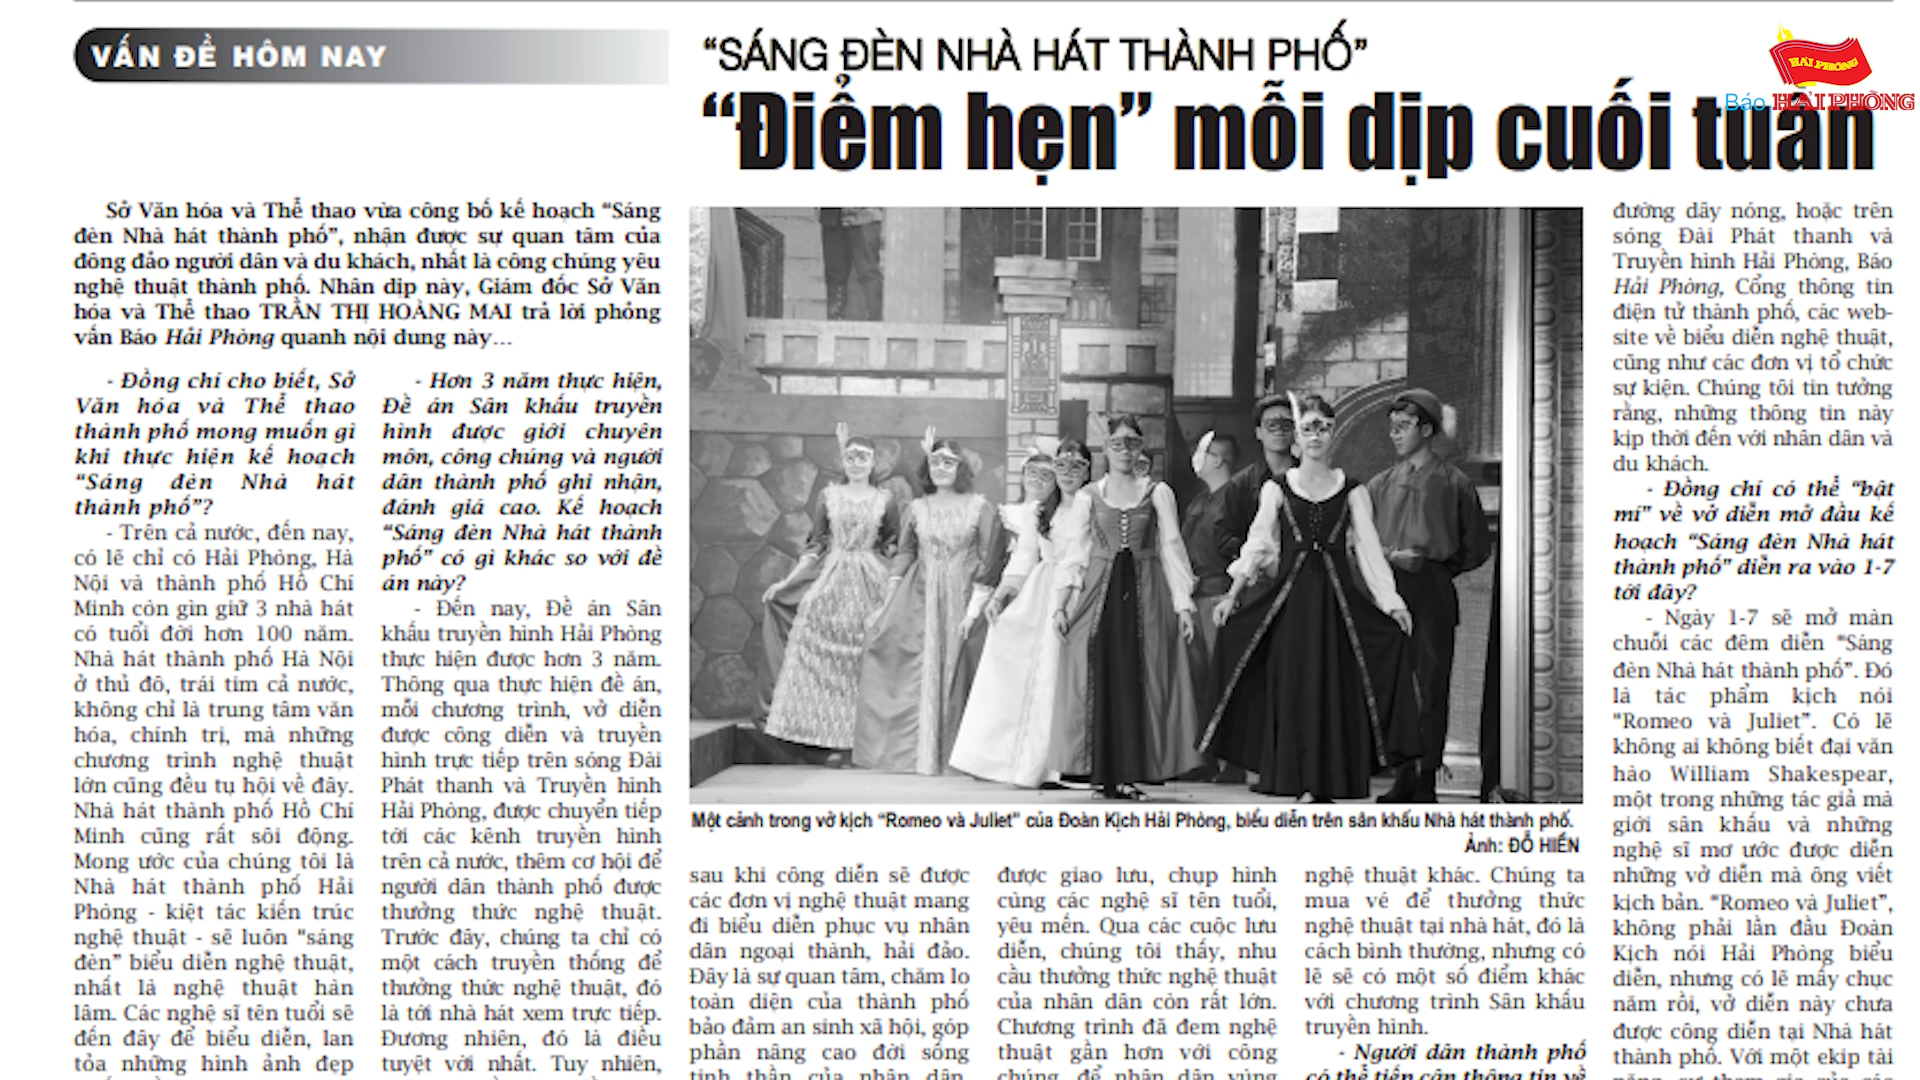 VẤN ĐỀ HÔM NAY
“SÁNG ĐÈN NHÀ HÁT THÀNH PHỐ”
“Điểm hẹn” mỗi dịp cuối tuần
HẢI PHÒNG
Báo HẢI PHÒNG
Sở Văn hóa và Thể thao vừa công bố kế hoạch “Sáng
đèn Nhà hát thành phố”, nhận được sự quan tâm của
đông đảo người dân và du khách, nhất là công chúng yêu
nghệ thuật thành phố. Nhân dịp này, Giám đốc Sở Văn
hóa và Thể thao TRẦN THỊ HOÀNG MAI trả lời phỏng
vấn Báo Hải Phòng quanh nội dung này...
- Đồng chí cho biết, Sở
Văn hóa và Thể thao
thành phố mong muốn gì
khi thực hiện kế hoạch
“Sáng đèn Nhà hát
thành phố”?
- Trên cả nước, đến nay,
có lẽ chỉ có Hải Phòng, Hà
Nội và thành phố Hồ Chí
Minh còn gìn giữ 3 nhà hát
có tuổi đời hơn 100 năm.
Nhà hát thành phố Hà Nội
ở thủ đô, trái tim cả nước,
không chỉ là trung tâm văn
hóa, chính trị, mà những
chương trình nghệ thuật
lớn cũng đều tụ hội về đây.
Nhà hát thành phố Hồ Chí
Minh cũng rất sôi động.
Mong ước của chúng tôi là
Nhà hát thành phố Hải
Phòng - kiệt tác kiến trúc
nghệ thuật - sẽ luôn “sáng
đèn” biểu diễn nghệ thuật,
nhất là nghệ thuật hàn
lâm. Các nghệ sĩ tên tuổi sẽ
đến đây để biểu diễn, lan
tỏa những hình ảnh đẹp
- Hơn 3 năm thực hiện,
Đề án Sân khấu truyền
hình được giới chuyên
môn, công chúng và người
dân thành phố ghi nhận,
đánh giá cao. Kế hoạch
“Sáng đèn Nhà hát thành
phố” có gì khác so với đề
án này?
- Đến nay, Đề án Sân
khấu truyền hình Hải Phòng
thực hiện được hơn 3 năm.
Thông qua thực hiện đề án,
mỗi chương trình, vở diễn
được công diễn và truyền
hình trực tiếp trên sóng Đài
Phát thanh và Truyền hình
Hải Phòng, được chuyển tiếp
tới các kênh truyền hình
trên cả nước, thêm cơ hội để
người dân thành phố được
thưởng thức nghệ thuật.
Trước đây, chúng ta chỉ có
một cách truyền thống để
thưởng thức nghệ thuật, đó
là tới nhà hát xem trực tiếp.
Đương nhiên, đó là điều
tuyệt vời nhất. Tuy nhiên,
Một cảnh trong vở kịch “Romeo và Juliet” của Đoàn Kịch Hải Phòng, biểu diễn trên sân khấu Nhà hát thành phố.
Ảnh: ĐỖ HIỀN
sau khi công diễn sẽ được
các đơn vị nghệ thuật mang
đi biểu diễn phục vụ nhân
dân ngoại thành, hải đảo.
Đây là sự quan tâm, chăm lo
toàn diện của thành phố
bảo đảm an sinh xã hội, góp
phần nâng cao đời sống
tinh thần của nhân dân.
được giao lưu, chụp hình
cùng các nghệ sĩ tên tuổi,
yêu mến. Qua các cuộc lưu
diễn, chúng tôi thấy, nhu
cầu thưởng thức nghệ thuật
của nhân dân còn rất lớn.
Chương trình đã đem nghệ
thuật gần hơn với công
chúng, để nhân dân vùng
nghệ thuật khác. Chúng ta
mua vé để thưởng thức
nghệ thuật tại nhà hát, đó là
cách bình thường, nhưng có
lẽ sẽ có một số điểm khác
với chương trình Sân khấu
truyền hình.
- Người dân thành phố
có thể tiếp cận thông tin về
đường dây nóng, hoặc trên
sóng Đài Phát thanh và
Truyền hình Hải Phòng, Báo
Hải Phòng, Cổng thông tin
điện tử thành phố, các web-
site về biểu diễn nghệ thuật,
cũng như các đơn vị tổ chức
sự kiện. Chúng tôi tin tưởng
rằng, những thông tin này
kịp thời đến với nhân dân và
du khách.
- Đồng chí có thể “bật
mí” về vở diễn mở đầu kế
hoạch “Sáng đèn Nhà hát
thành phố” diễn ra vào 1-7
tới đây?
- Ngày 1-7 sẽ mở màn
chuỗi các đêm diễn “Sáng
đèn Nhà hát thành phố”. Đó
là tác phẩm kịch nói
“Romeo và Juliet”. Có lẽ
không ai không biết đại văn
hào William Shakespear,
một trong những tác giả mà
giới sân khấu và những
nghệ sĩ mơ ước được diễn
những vở diễn mà ông viết
kịch bản. “Romeo và Juliet”,
không phải lần đầu Đoàn
Kịch nói Hải Phòng biểu
diễn, nhưng có lẽ mấy chục
năm rồi, vở diễn này chưa
được công diễn tại Nhà hát
thành phố. Với một ekip tài